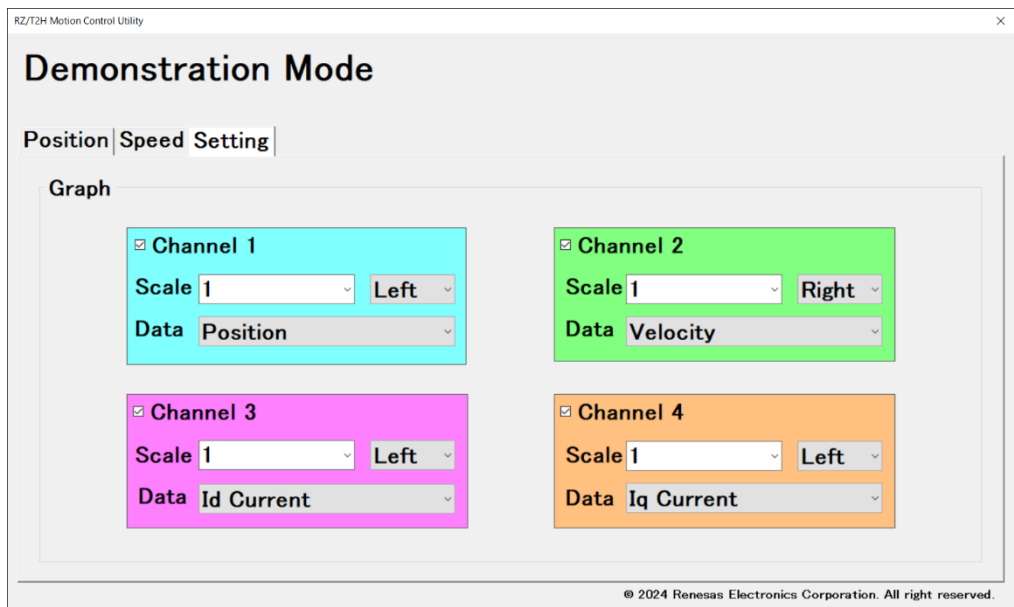 RZ/T2H Motion Control Utility
Demonstration Mode
Position Speed Setting
Graph
Channel 1
Scale 1 Left
Data Position
Channel 2
Scale 1 Right
Data Velocity
Channel 3
Scale 1 Left
Data Id Current
Channel 4
Scale 1 Left
Data Iq Current
© 2024 Renesas Electronics Corporation. All right reserved.